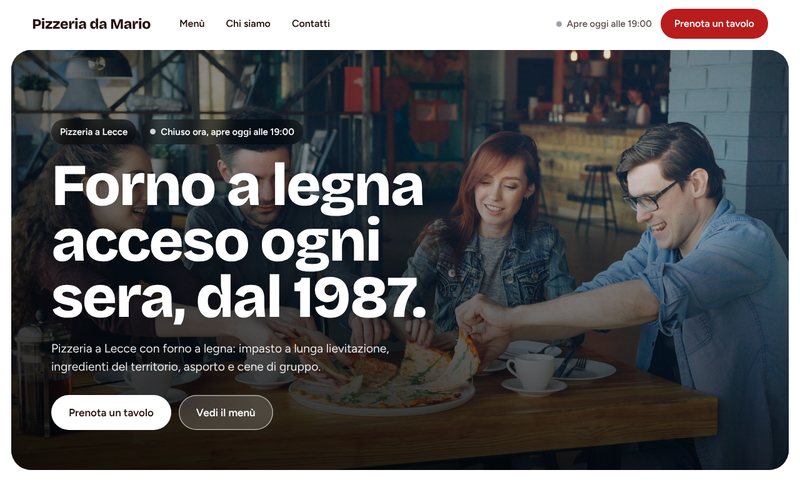 Pizzeria da Mario
Menù
Chi siamo
Contatti
Apre oggi alle 19:00
Prenota un tavolo
Pizzeria a Lecce
Chiuso ora, apre oggi alle 19:00
Forno a legna
acceso ogni
sera, dal 1987.
Pizzeria a Lecce con forno a legna: impasto a lunga lievitazione,
ingredienti del territorio, asporto e cene di gruppo.
Prenota un tavolo
Vedi il menù